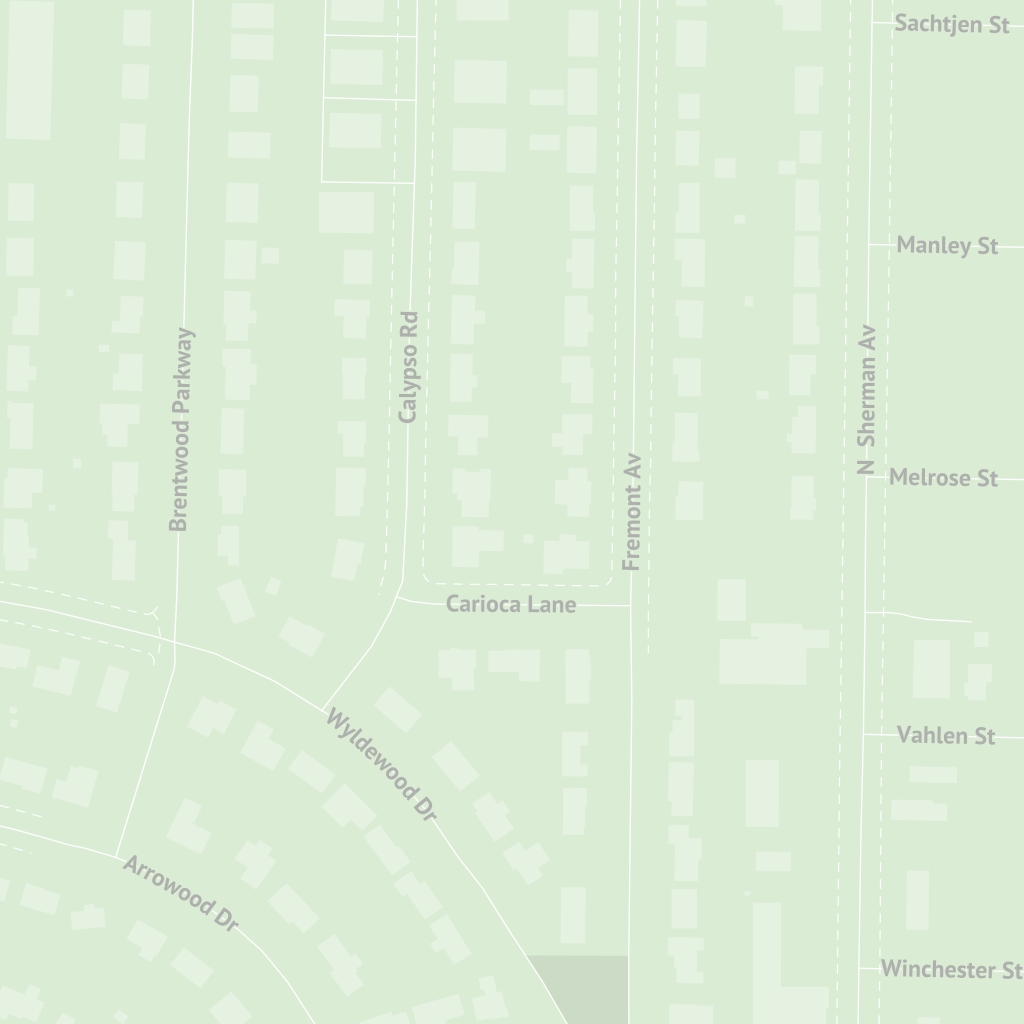 Sachtjen St
Manley St
Brentwood Parkway
Calypso Rd
N Sherman Av
Fremont Av
Melrose St
Carioca Lane
Wyldewood Dr
Vahlen St
Arrowood Dr
Winchester St